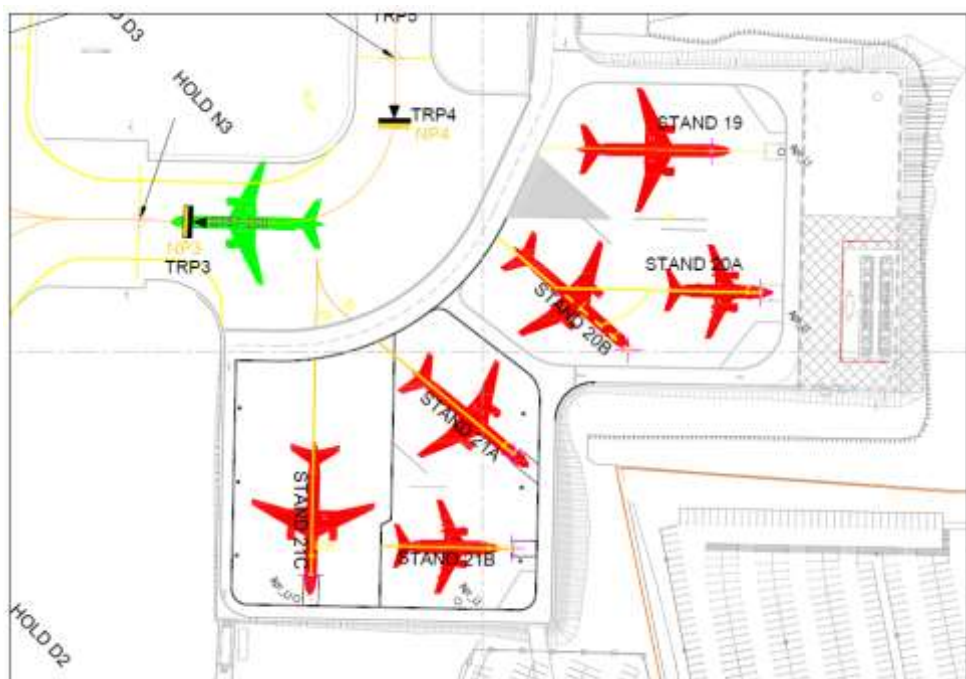 HOLD D3
TRP5
HOLD N3
TRP4
NP4
STAND 19
NP3
TRP3
STAND 20A
STAND 20B
STAND 21A
STAND 21C
STAND 21B
HOLD D2